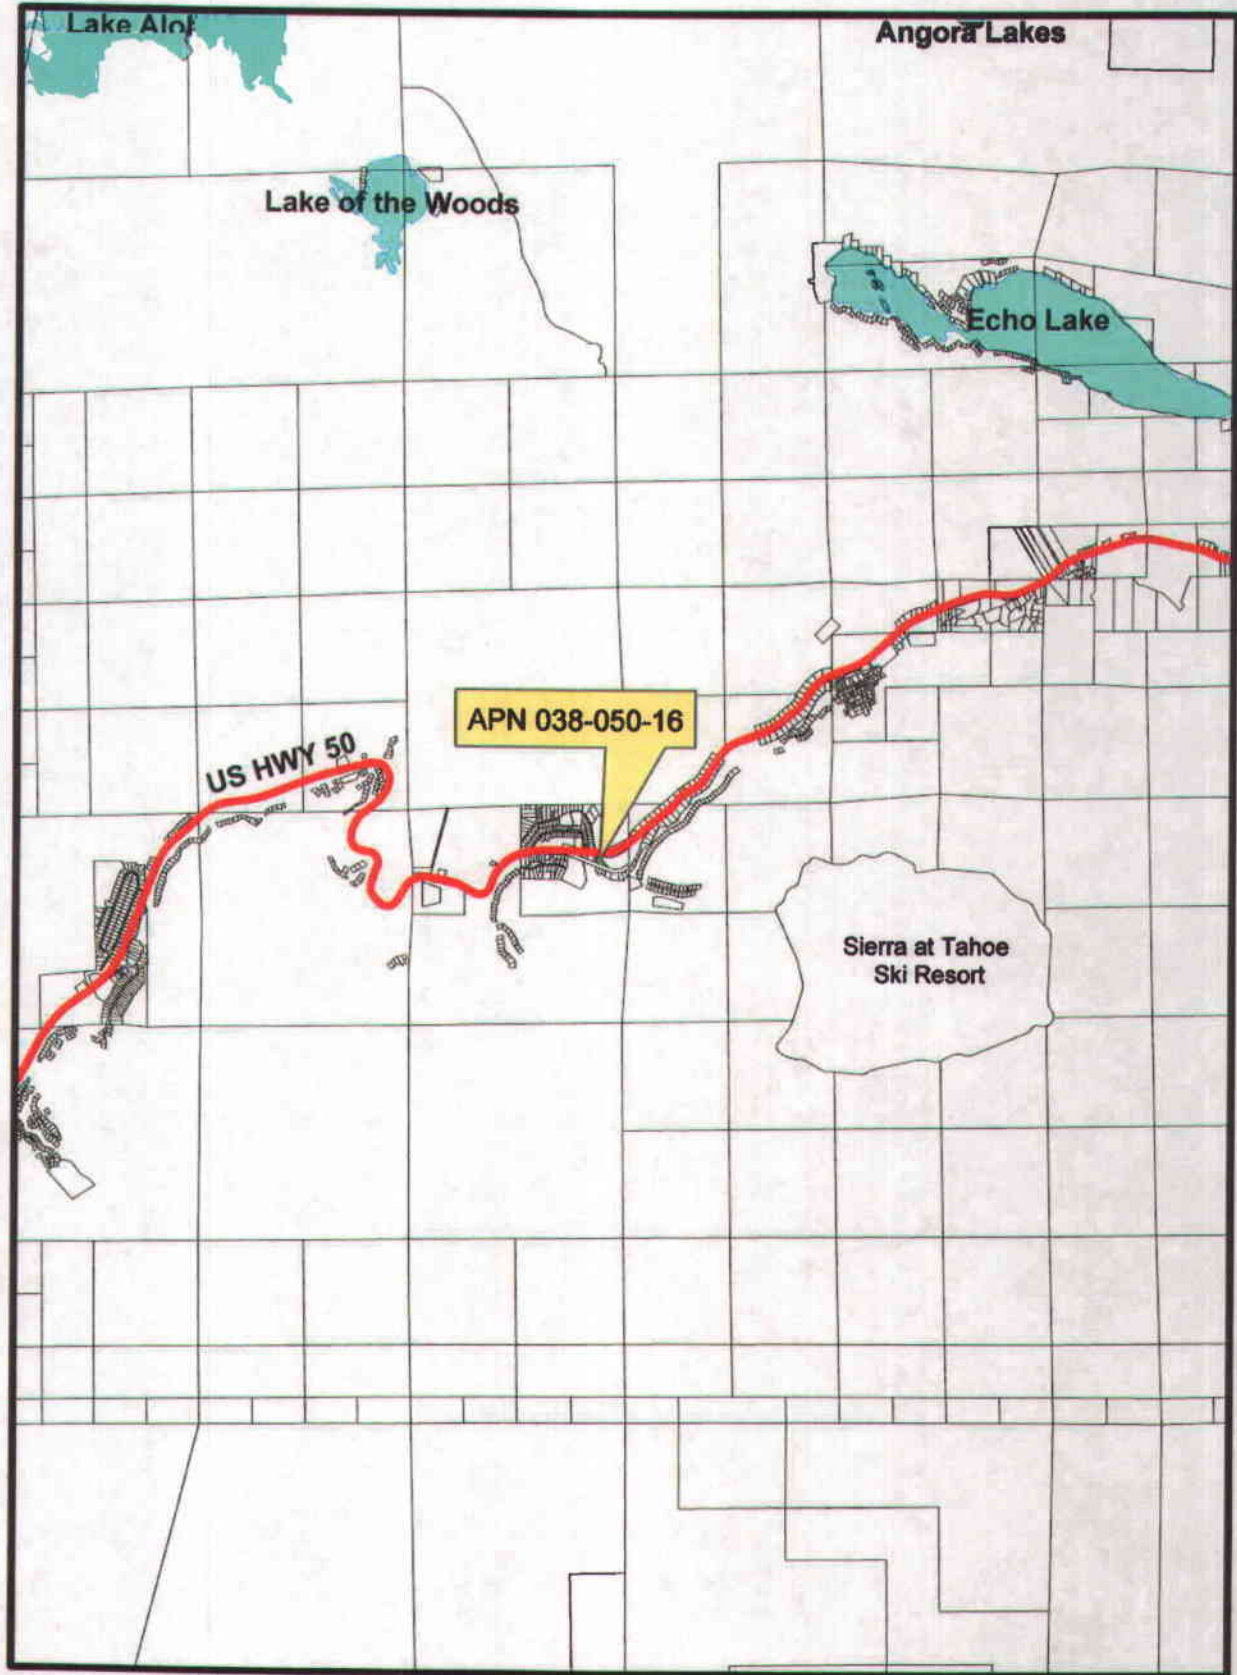 Lake Alo
Angora Lakes
Lake of the Woods
Echo Lake
APN 038-050-16
US HWY 50
Sierra at Tahoe
Ski Resort